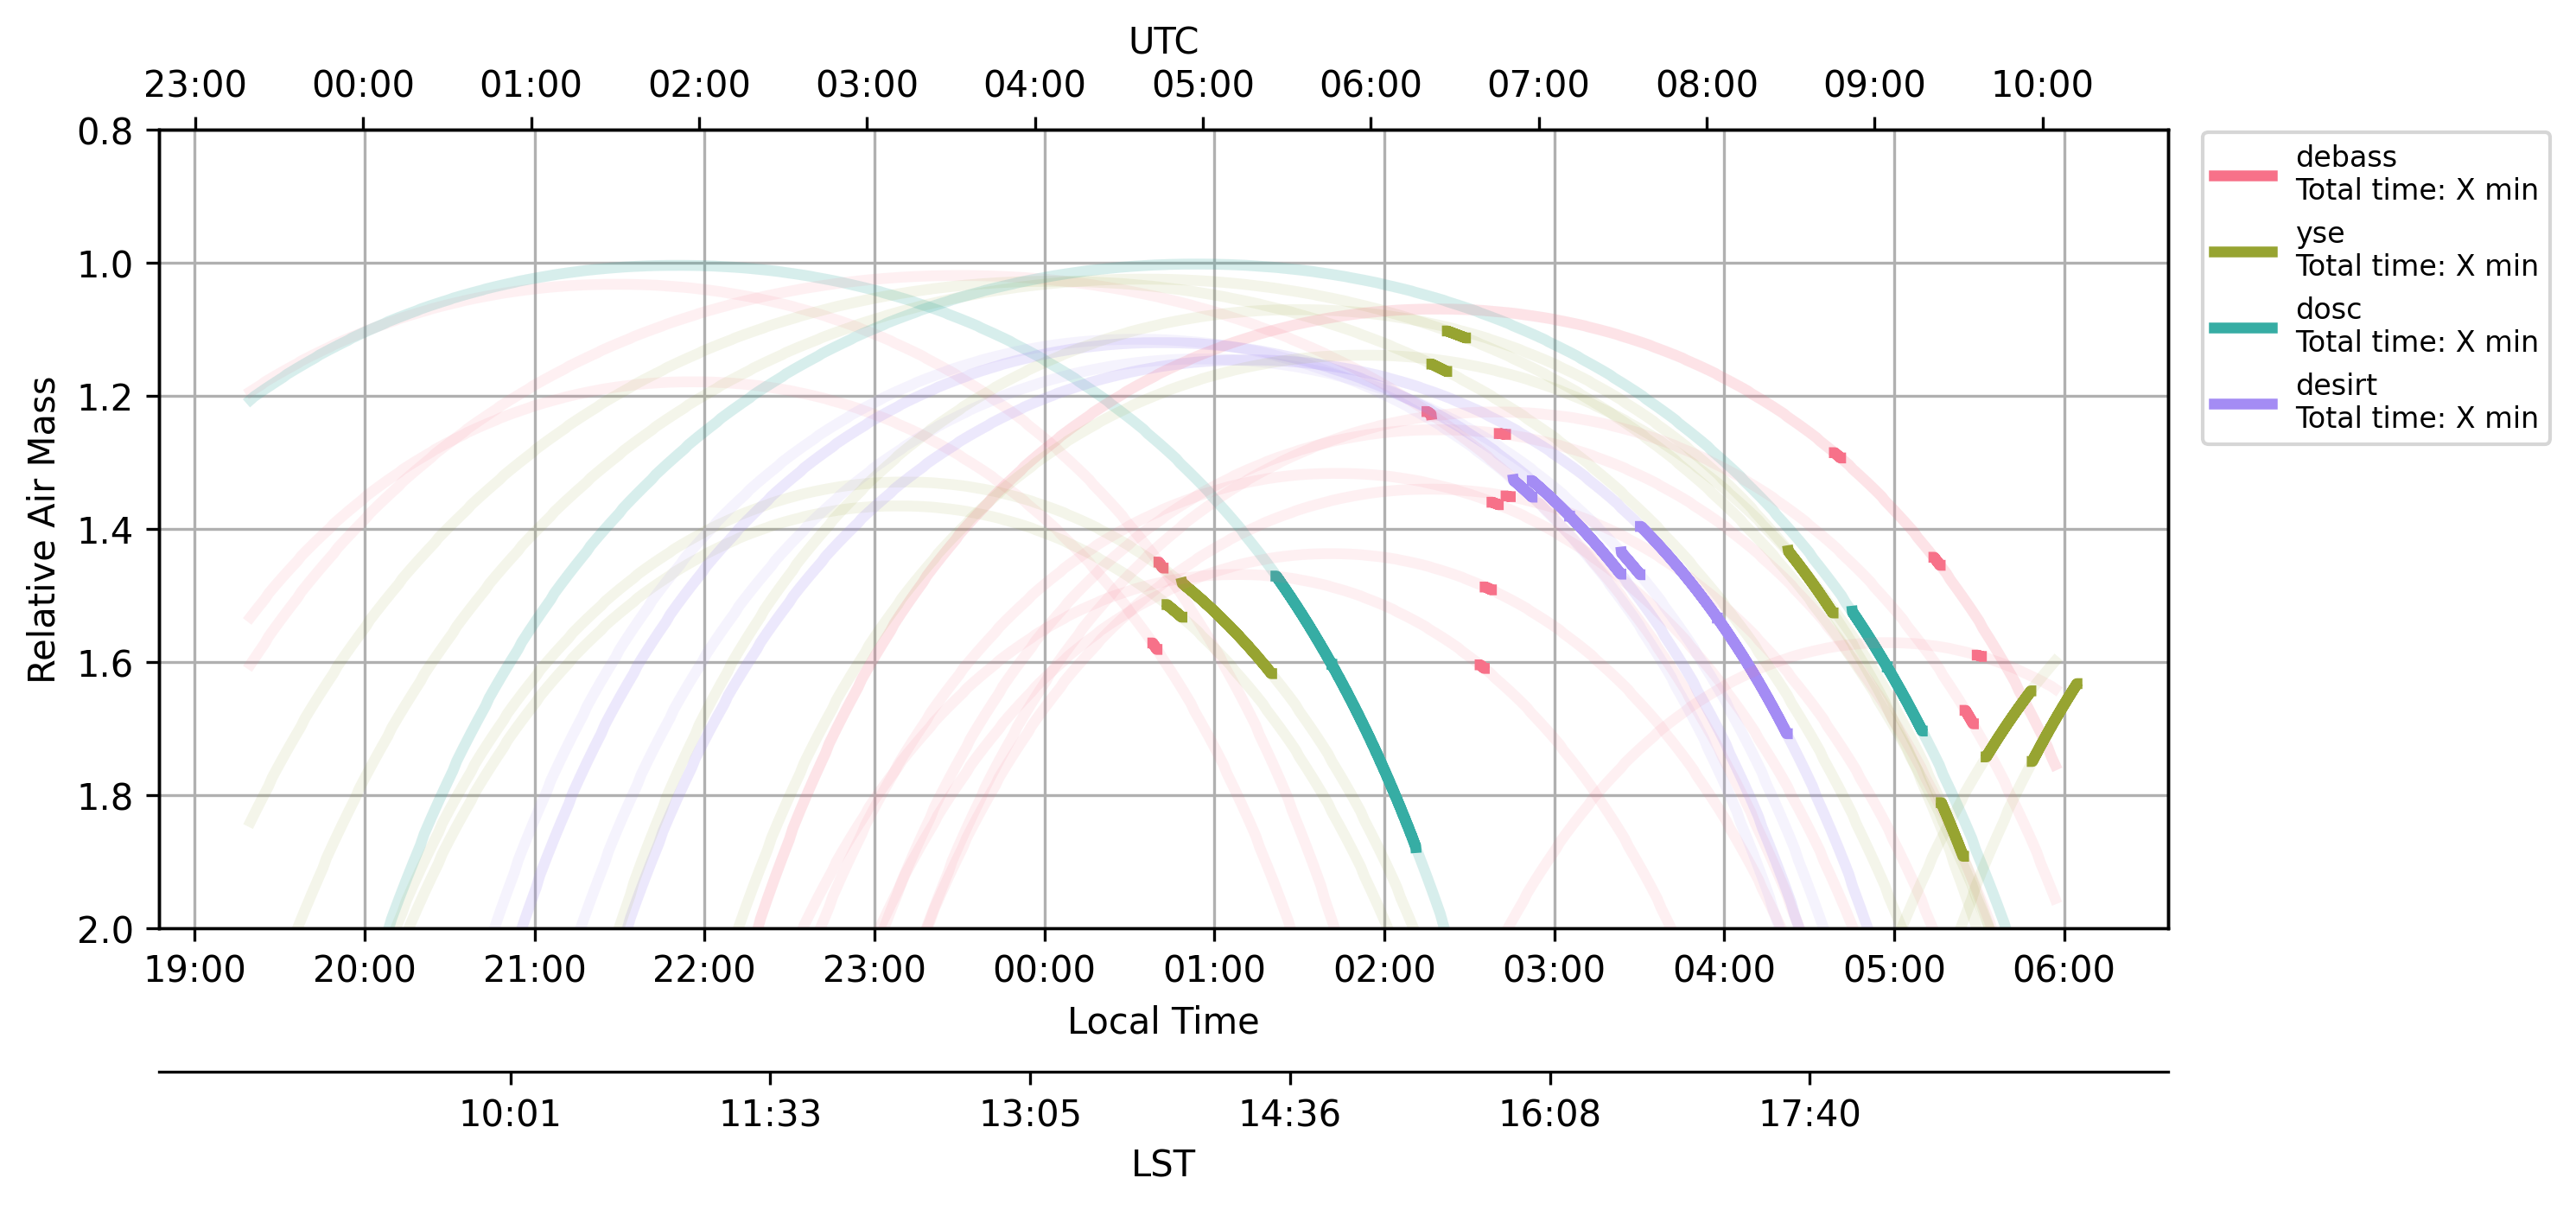 UTC
23:00 00:00 01:00 02:00 03:00 04:00 05:00 06:00 07:00 08:00 09:00 10:00
debass
Total time: X min
yse
Total time: X min
dosc
Total time: X min
desirt
Total time: X min
Relative Air Mass
0.8
1.0
1.2
1.4
1.6
1.8
2.0
19:00 20:00 21:00 22:00 23:00 00:00 01:00 02:00 03:00 04:00 05:00 06:00
Local Time
10:01 11:33 13:05 14:36 16:08 17:40
LST